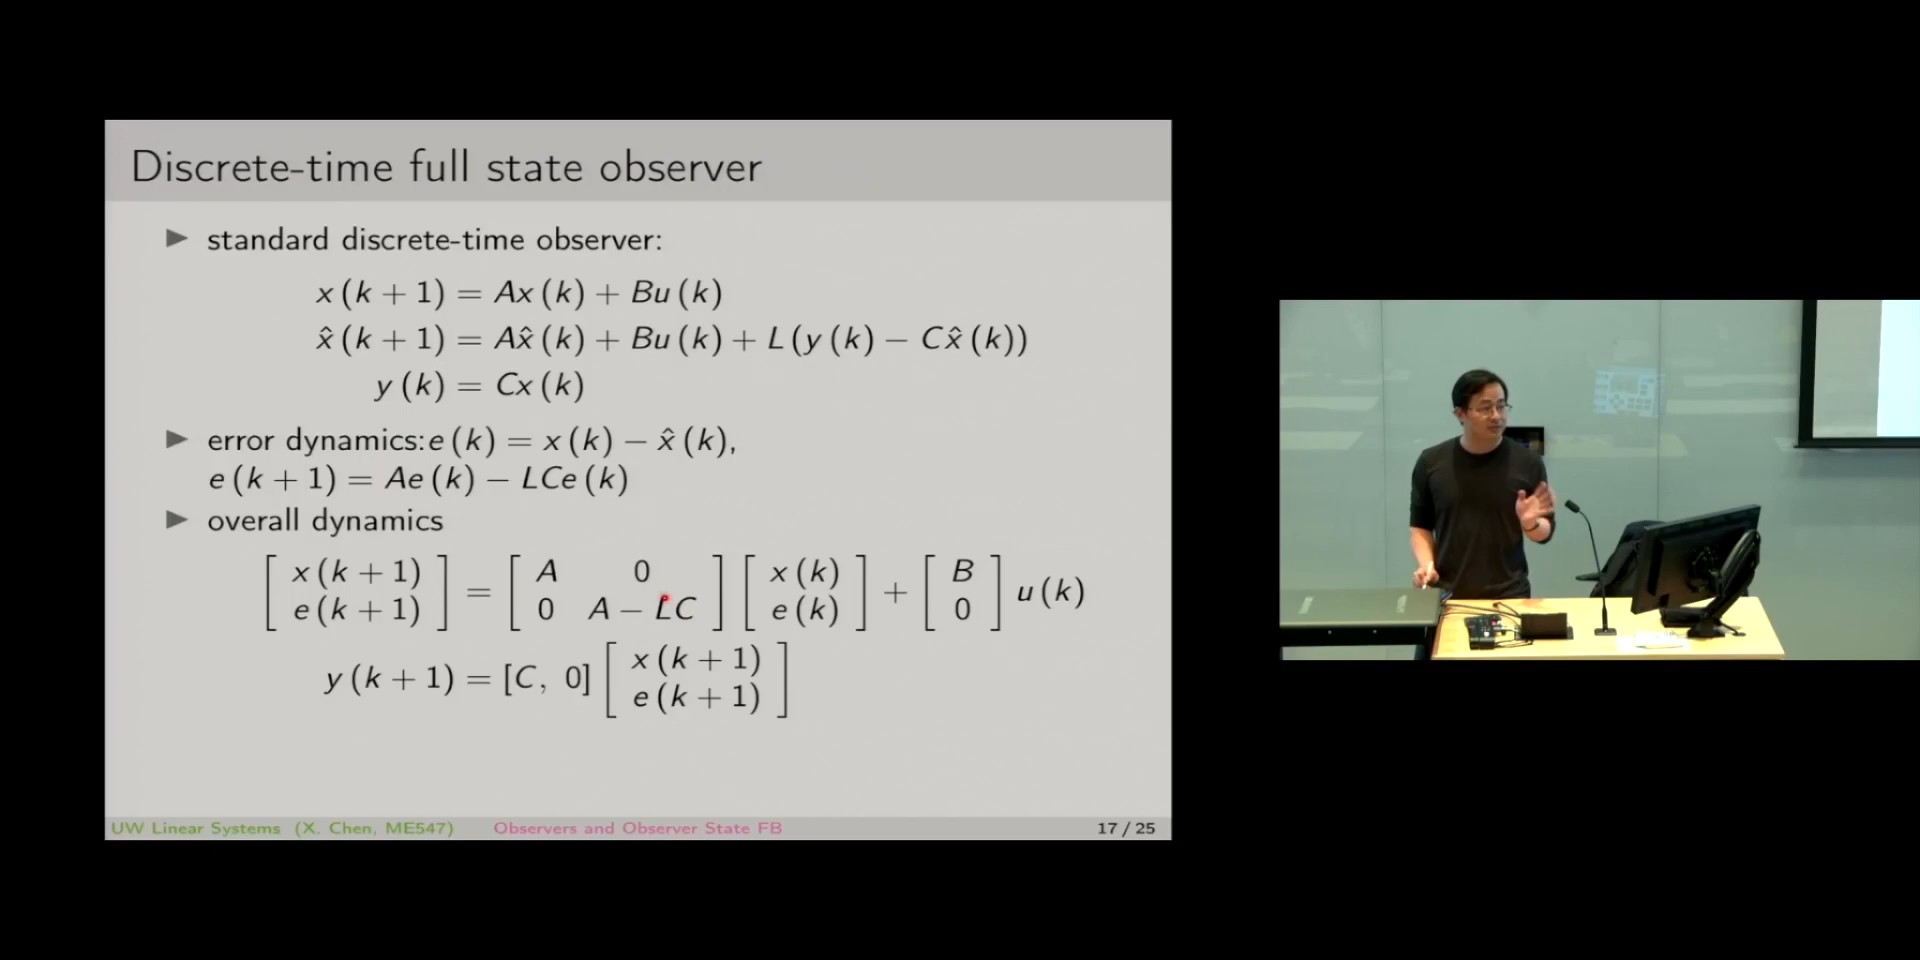 Discrete-time full state observer
▶ standard discrete-time observer:
x (k + 1) = Ax (k) + Bu (k)
x̂ (k + 1) = Ax̂ (k) + Bu (k) + L (y (k) − Cx̂ (k))
y (k) = Cx (k)
▶ error dynamics:e (k) = x (k) − x̂ (k),
e (k + 1) = Ae (k) − LCe (k)
▶ overall dynamics
[ x (k + 1) ; e (k + 1) ] = [ A 0 ; 0 A − LC ] [ x (k) ; e (k) ] + [ B ; 0 ] u (k)
y (k + 1) = [C, 0] [ x (k + 1) ; e (k + 1) ]
UW Linear Systems (X. Chen, ME547) Observers and Observer State FB 17 / 25